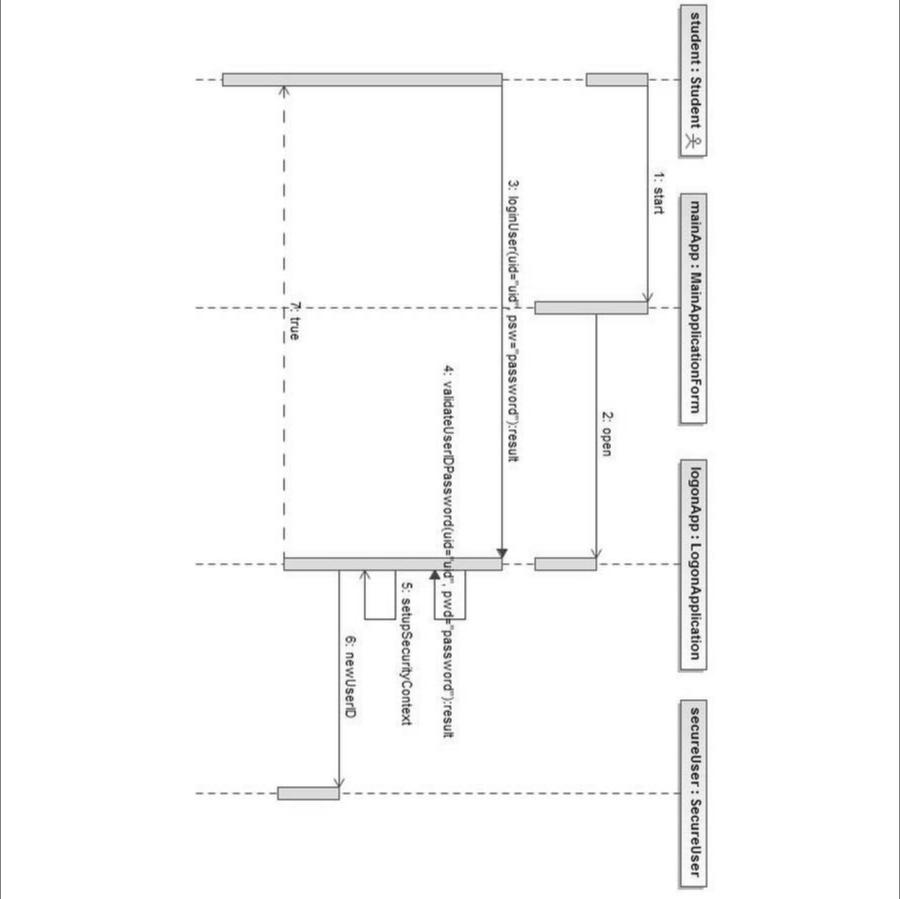 student : Student
mainApp : MainApplicationForm
logonApp : LogonApplication
secureUser : SecureUser
1: start
2: open
3: loginUser(uid="uid", psw="password"):result
4: validateUserIDPassword(uid="uid", pwd="password"):result
5: setupSecurityContext
6: newUserID
7: true